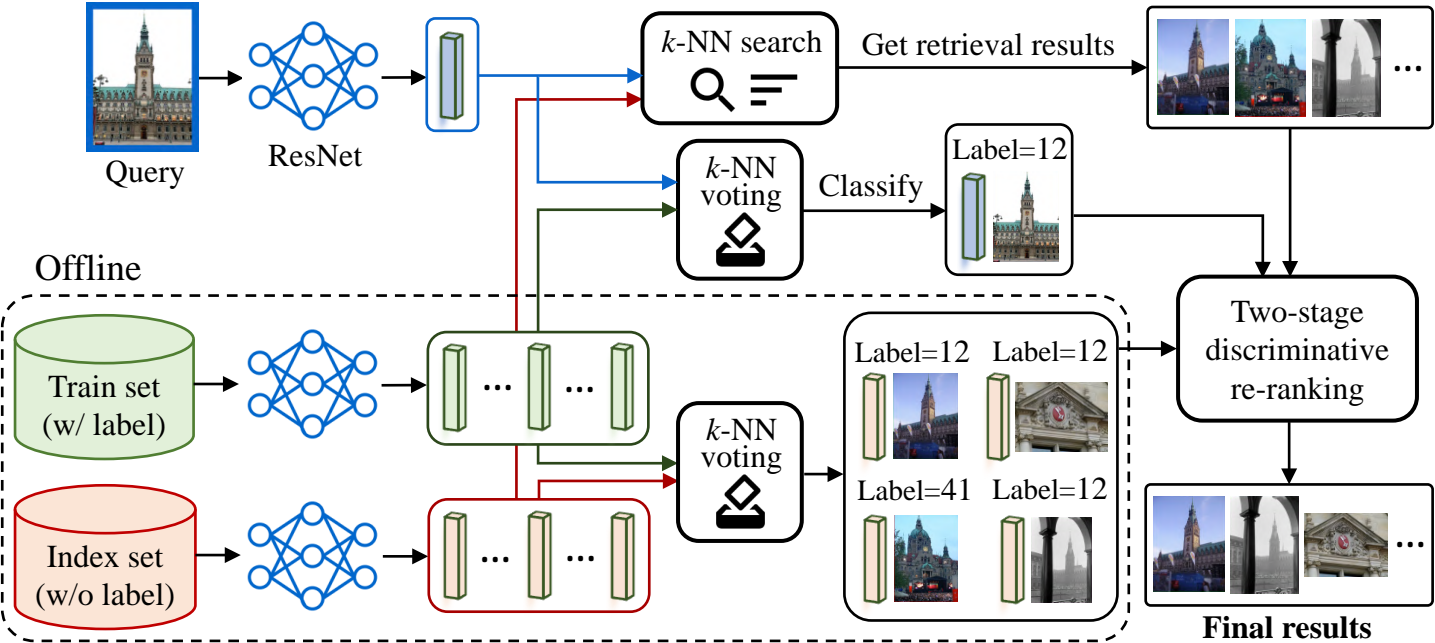 Query
ResNet
k-NN search
Get retrieval results
...
k-NN
voting
Classify
Label=12
Offline
Train set
(w/ label)
... ...
Index set
(w/o label)
... ...
k-NN
voting
Label=12 Label=12
Label=41 Label=12
Two-stage
discriminative
re-ranking
...
Final results